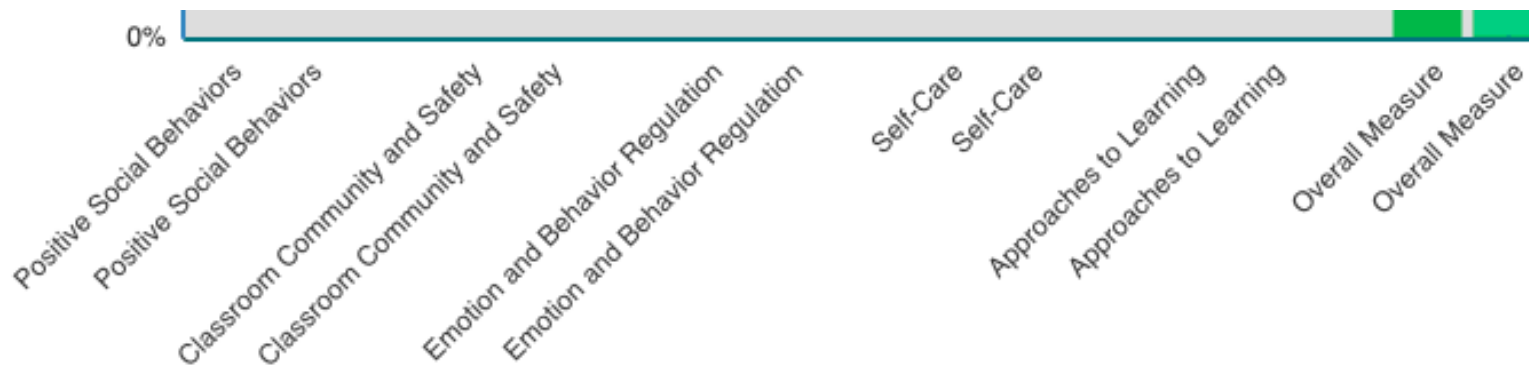 0%
Positive Social Behaviors
Positive Social Behaviors
Classroom Community and Safety
Classroom Community and Safety
Emotion and Behavior Regulation
Emotion and Behavior Regulation
Self-Care
Self-Care
Approaches to Learning
Approaches to Learning
Overall Measure
Overall Measure